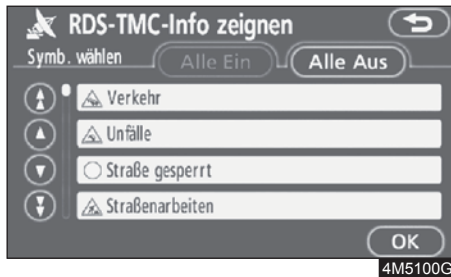 RDS-TMC-Info zeignen
Symb. wählen Alle Ein Alle Aus
Verkehr
Unfälle
Straße gesperrt
Straßenarbeiten
OK
4M5100G